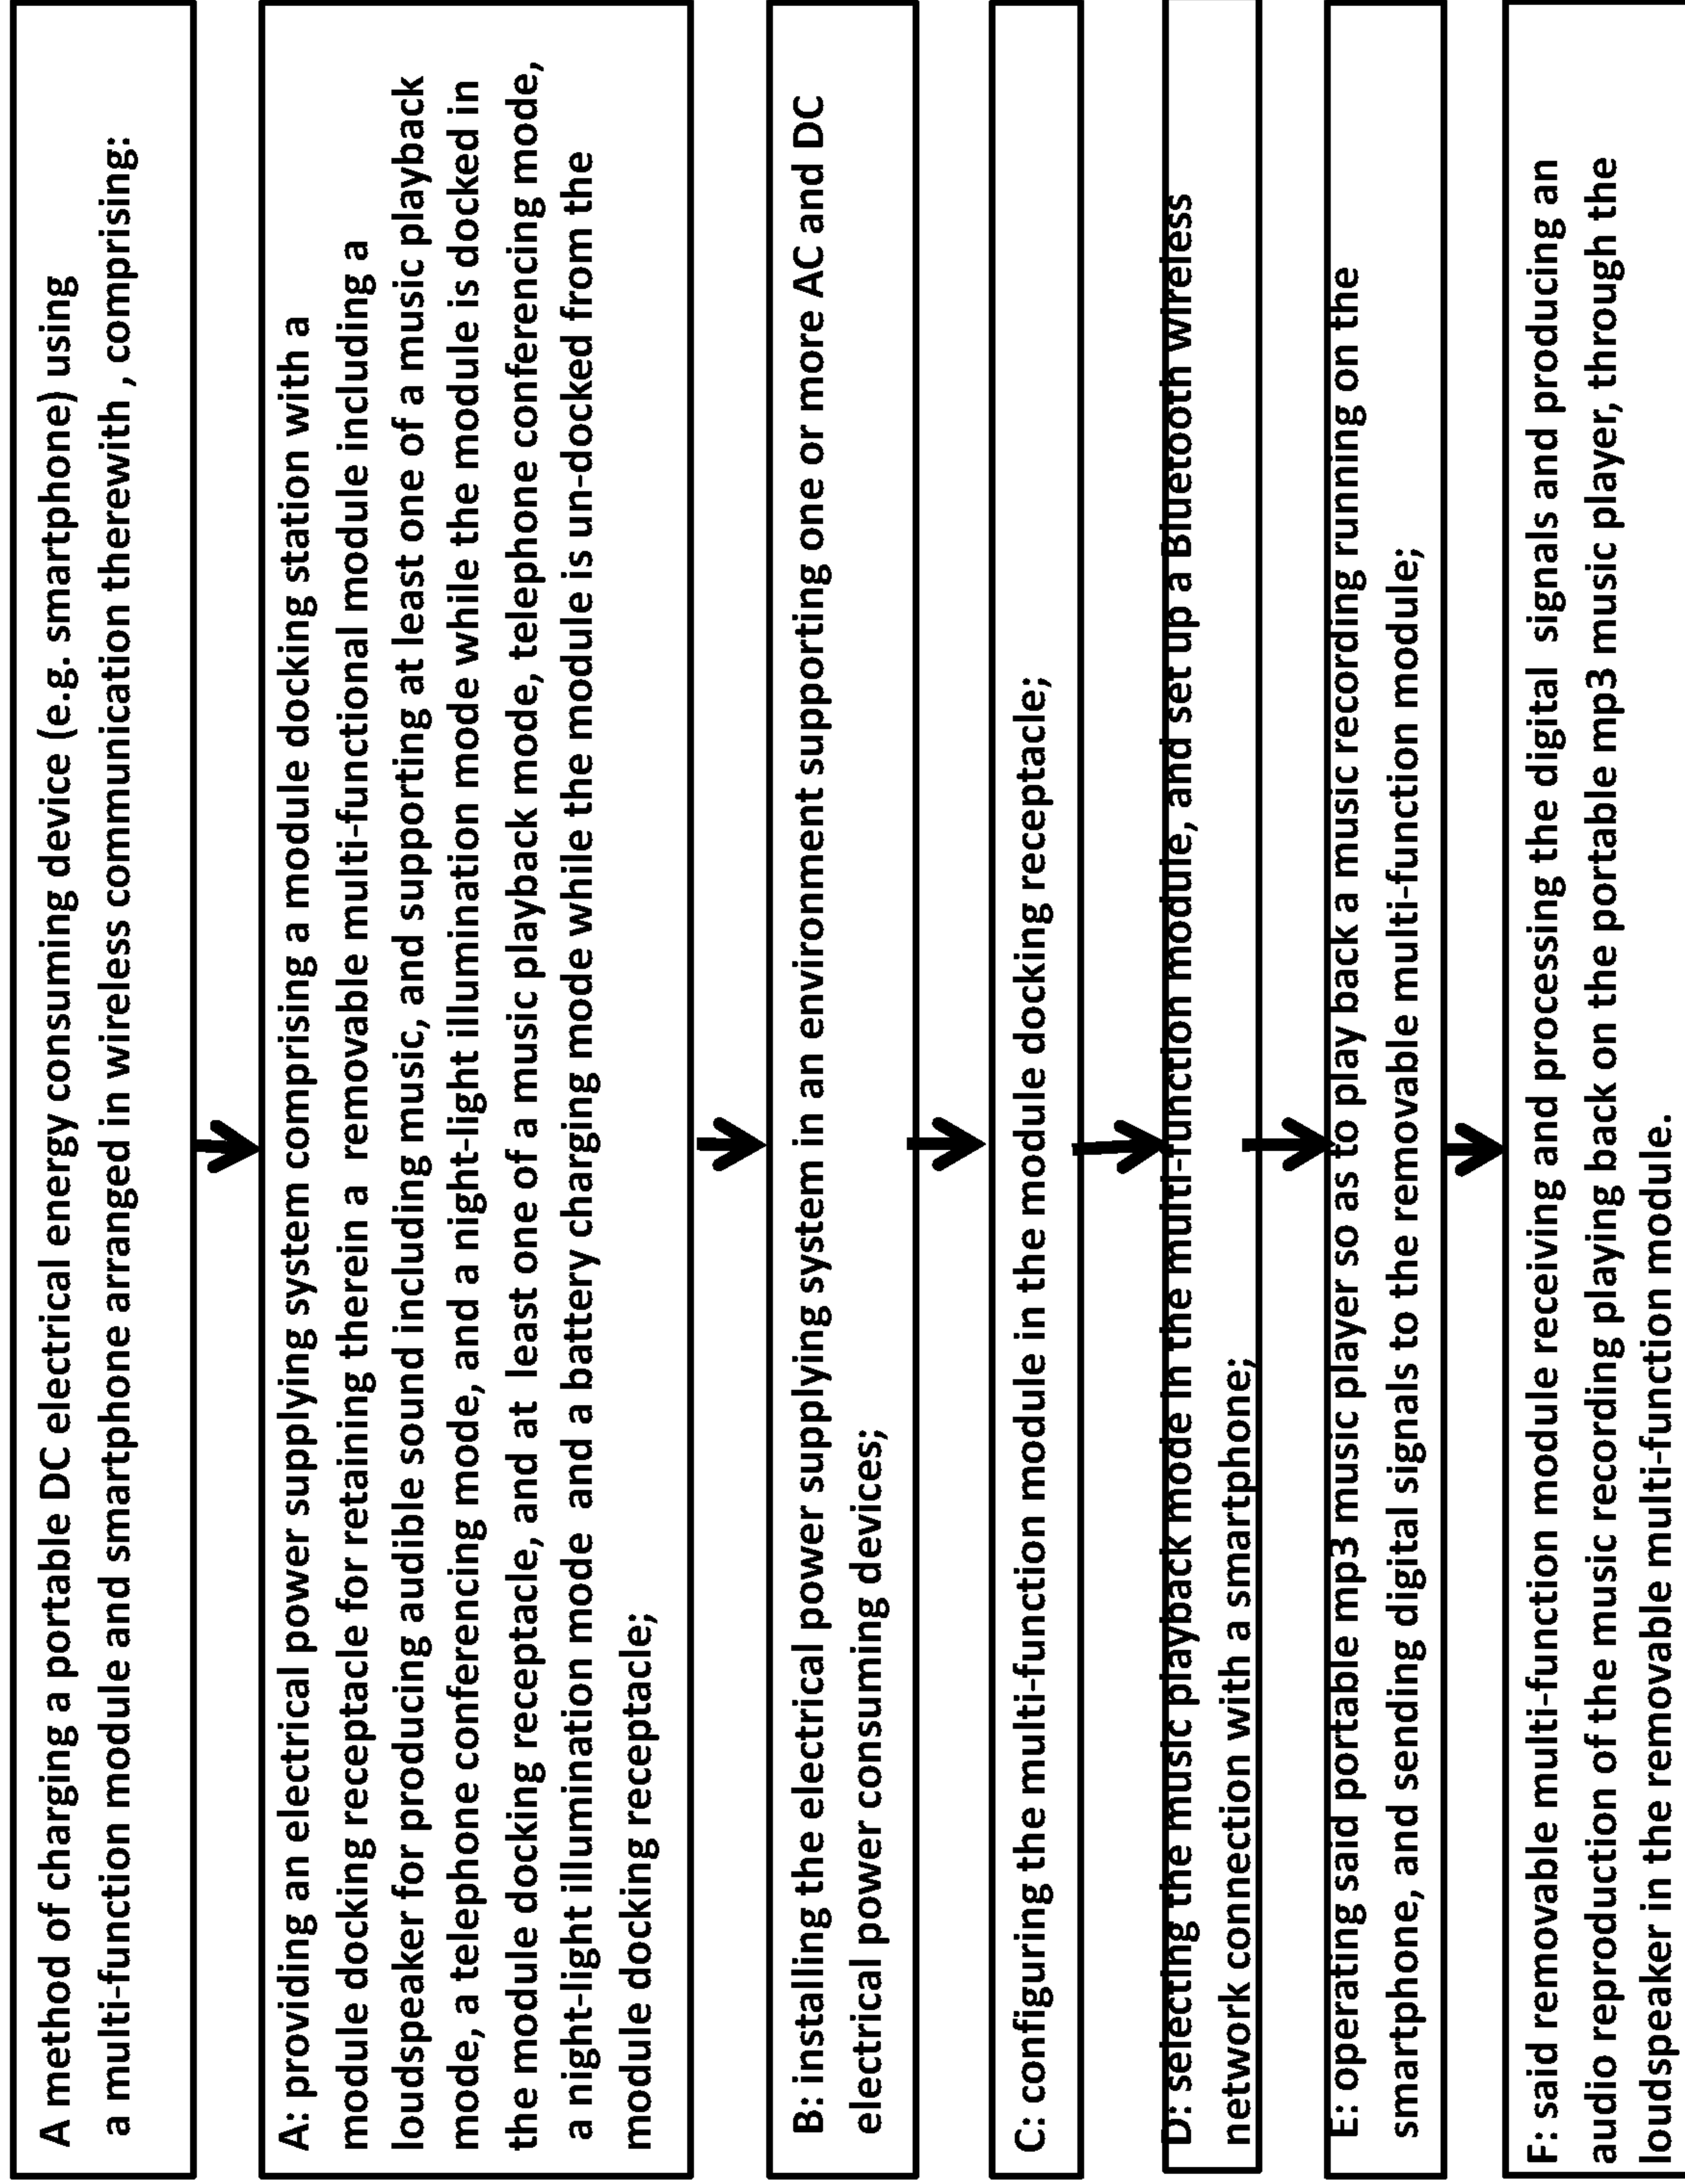 A method of charging a portable DC electrical energy consuming device (e.g. smartphone) using
a multi-function module and smartphone arranged in wireless communication therewith , comprising:
A: providing an electrical power supplying system comprising a module docking station with a
module docking receptacle for retaining therein a removable multi-functional module including a
loudspeaker for producing audible sound including music, and supporting at least one of a music playback
mode, a telephone conferencing mode, and a night-light illumination mode while the module is docked in
the module docking receptacle, and at least one of a music playback mode, telephone conferencing mode,
a night-light illumination mode and a battery charging mode while the module is un-docked from the
module docking receptacle;
B: installing the electrical power supplying system in an environment supporting one or more AC and DC
electrical power consuming devices;
C: configuring the multi-function module in the module docking receptacle;
D: selecting the music playback mode in the multi-function module, and set up a Bluetooth wireless
network connection with a smartphone;
E: operating said portable mp3 music player so as to play back a music recording running on the
smartphone, and sending digital signals to the removable multi-function module;
F: said removable multi-function module receiving and processing the digital signals and producing an
audio reproduction of the music recording playing back on the portable mp3 music player, through the
loudspeaker in the removable multi-function module.